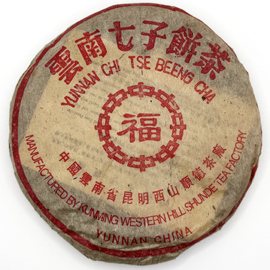 雲南七子餅茶
YUNNAN CHI TSE BEENG CHA
福
中國雲南省昆明西山順德茶廠
MANUFACTURED BY KUNMING WESTERN HILL SHUNDE TEA FACTORY
YUNNAN CHINA